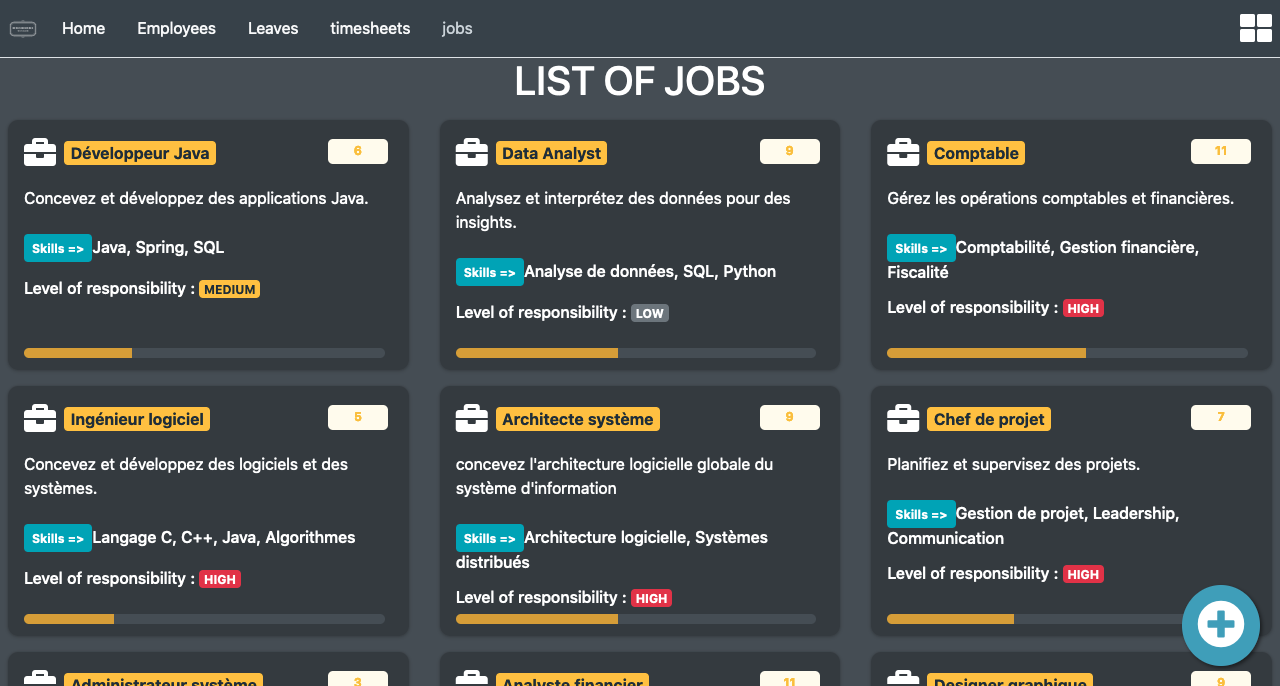 Home Employees Leaves timesheets jobs
LIST OF JOBS
Développeur Java 6
Concevez et développez des applications Java.
Skills => Java, Spring, SQL
Level of responsibility : MEDIUM
Data Analyst 9
Analysez et interprétez des données pour des
insights.
Skills => Analyse de données, SQL, Python
Level of responsibility : LOW
Comptable 11
Gérez les opérations comptables et financières.
Skills => Comptabilité, Gestion financière,
Fiscalité
Level of responsibility : HIGH
Ingénieur logiciel 5
Concevez et développez des logiciels et des
systèmes.
Skills => Langage C, C++, Java, Algorithmes
Level of responsibility : HIGH
Architecte système 9
concevez l'architecture logicielle globale du
système d'information
Skills => Architecture logicielle, Systèmes
distribués
Level of responsibility : HIGH
Chef de projet 7
Planifiez et supervisez des projets.
Skills => Gestion de projet, Leadership,
Communication
Level of responsibility : HIGH
Administrateur système 3
Analyste financier 11
Designer graphique 9